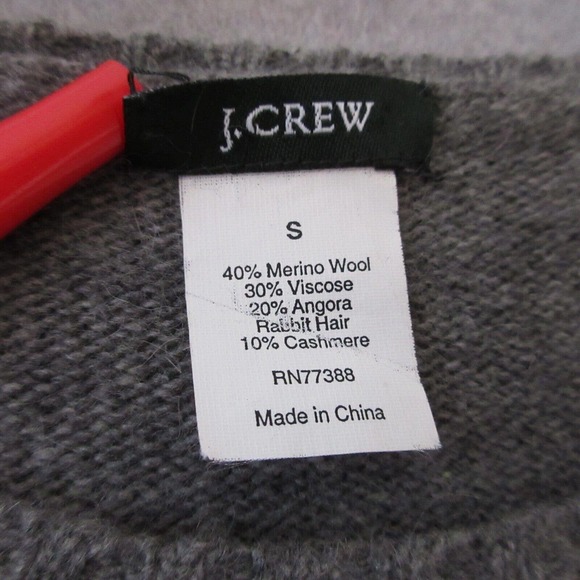 J.CREW
S
40% Merino Wool
30% Viscose
20% Angora
Rabbit Hair
10% Cashmere
RN77388
Made in China